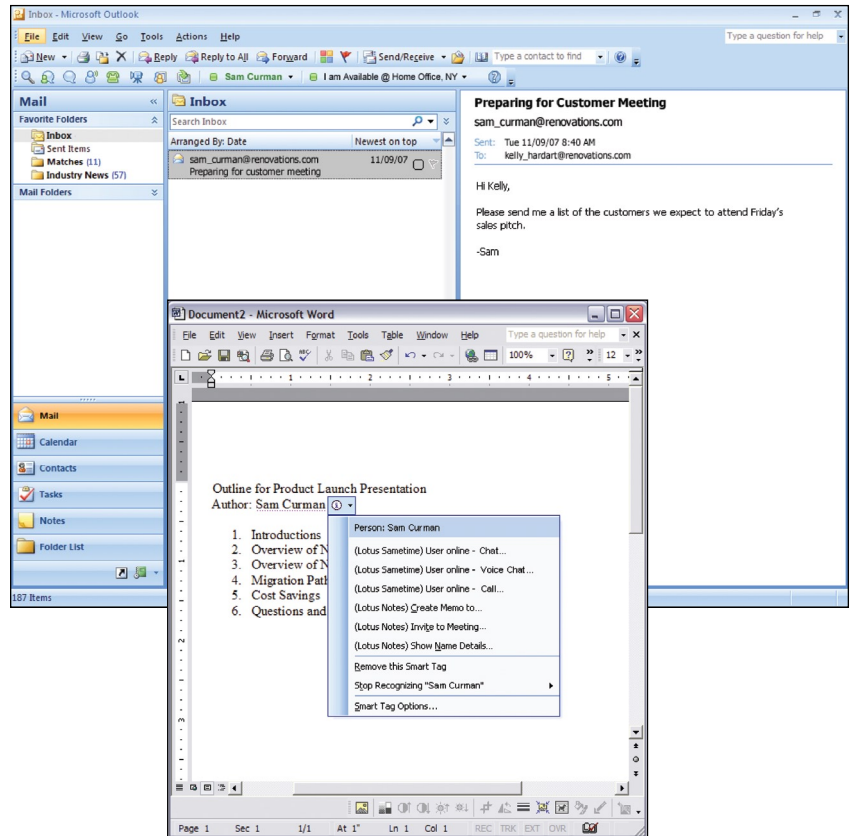 Inbox - Microsoft Outlook
File Edit View Go Tools Actions Help
Type a question for help
New Reply Reply to All Forward Send/Receive Type a contact to find
Sam Curman I am Available @ Home Office, NY
Mail
Favorite Folders
Inbox
Sent Items
Matches (11)
Industry News (57)
Mail Folders
Mail
Calendar
Contacts
Tasks
Notes
Folder List
187 Items
Inbox
Search Inbox
Arranged By: Date Newest on top
sam_curman@renovations.com 11/09/07
Preparing for customer meeting
Preparing for Customer Meeting
sam_curman@renovations.com
Sent: Tue 11/09/07 8:40 AM
To: kelly_hardart@renovations.com
Hi Kelly,
Please send me a list of the customers we expect to attend Friday's
sales pitch.
-Sam
Document2 - Microsoft Word
File Edit View Insert Format Tools Table Window Help Type a question for help
100% 12
L 1 2 3 4 5
Outline for Product Launch Presentation
Author: Sam Curman
1. Introductions
2. Overview of N
3. Overview of N
4. Migration Path
5. Cost Savings
6. Questions and
Person: Sam Curman
(Lotus Sametime) User online - Chat...
(Lotus Sametime) User online - Voice Chat...
(Lotus Sametime) User online - Call...
(Lotus Notes) Create Memo to...
(Lotus Notes) Invite to Meeting...
(Lotus Notes) Show Name Details...
Remove this Smart Tag
Stop Recognizing "Sam Curman"
Smart Tag Options...
Page 1 Sec 1 1/1 At 1" Ln 1 Col 1 REC TRK EXT OVR